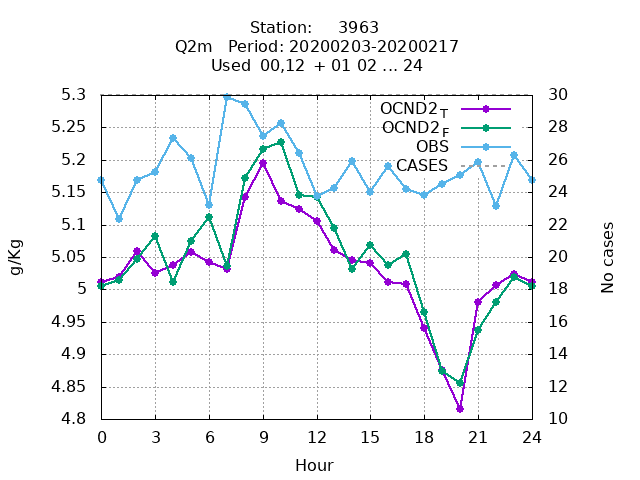 Station: 3963
Q2m Period: 20200203-20200217
Used 00,12 + 01 02 ... 24
5.3
5.25
5.2
5.15
5.1
5.05
5
4.95
4.9
4.85
4.8
g/Kg
OCND2T
OCND2F
OBS
CASES
30
28
26
24
22
20
18
16
14
12
10
No cases
0 3 6 9 12 15 18 21 24
Hour